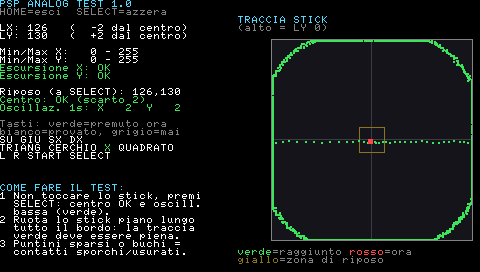 PSP ANALOG TEST 1.0
HOME=esci SELECT=azzera
LX: 126 ( -2 dal centro)
LY: 130 ( +2 dal centro)
Min/Max X: 0 - 255
Min/Max Y: 0 - 255
Escursione X: OK
Escursione Y: OK
Riposo (a SELECT): 126,130
Centro: OK (scarto 2)
Oscillaz. 1s: X 2 Y 2
Tasti: verde=premuto ora
bianco=provato, grigio=mai
SU GIU SX DX
TRIANG CERCHIO X QUADRATO
L R START SELECT
COME FARE IL TEST:
1 Non toccare lo stick, premi
SELECT: centro OK e oscill.
bassa (verde).
2 Ruota lo stick piano lungo
tutto il bordo: la traccia
verde deve essere piena.
3 Puntini sparsi o buchi =
contatti sporchi/usurati.
TRACCIA STICK
(alto = LY 0)
verde=raggiunto rosso=ora
giallo=zona di riposo